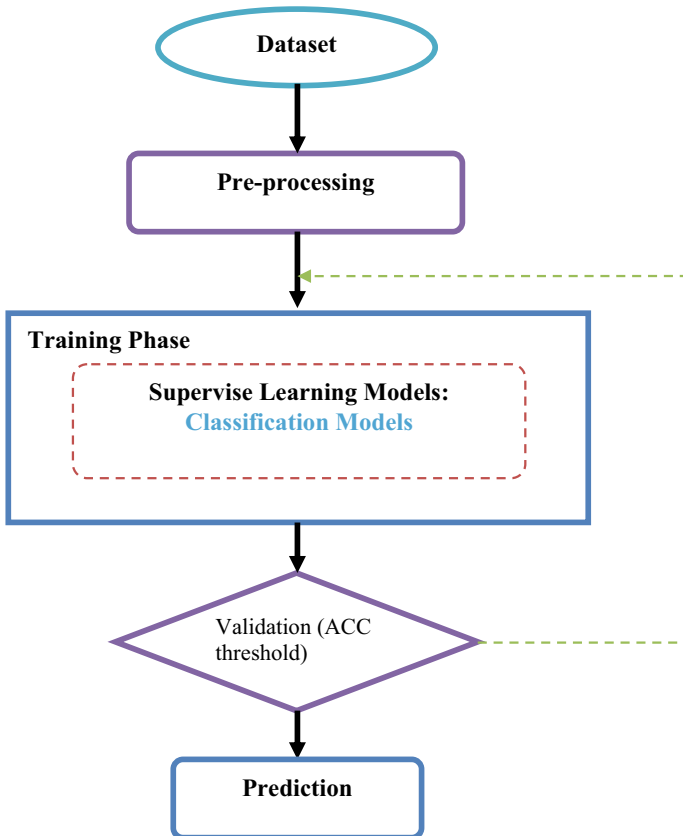 Dataset
Pre-processing
Training Phase
Supervise Learning Models:
Classification Models
Validation (ACC
threshold)
Prediction